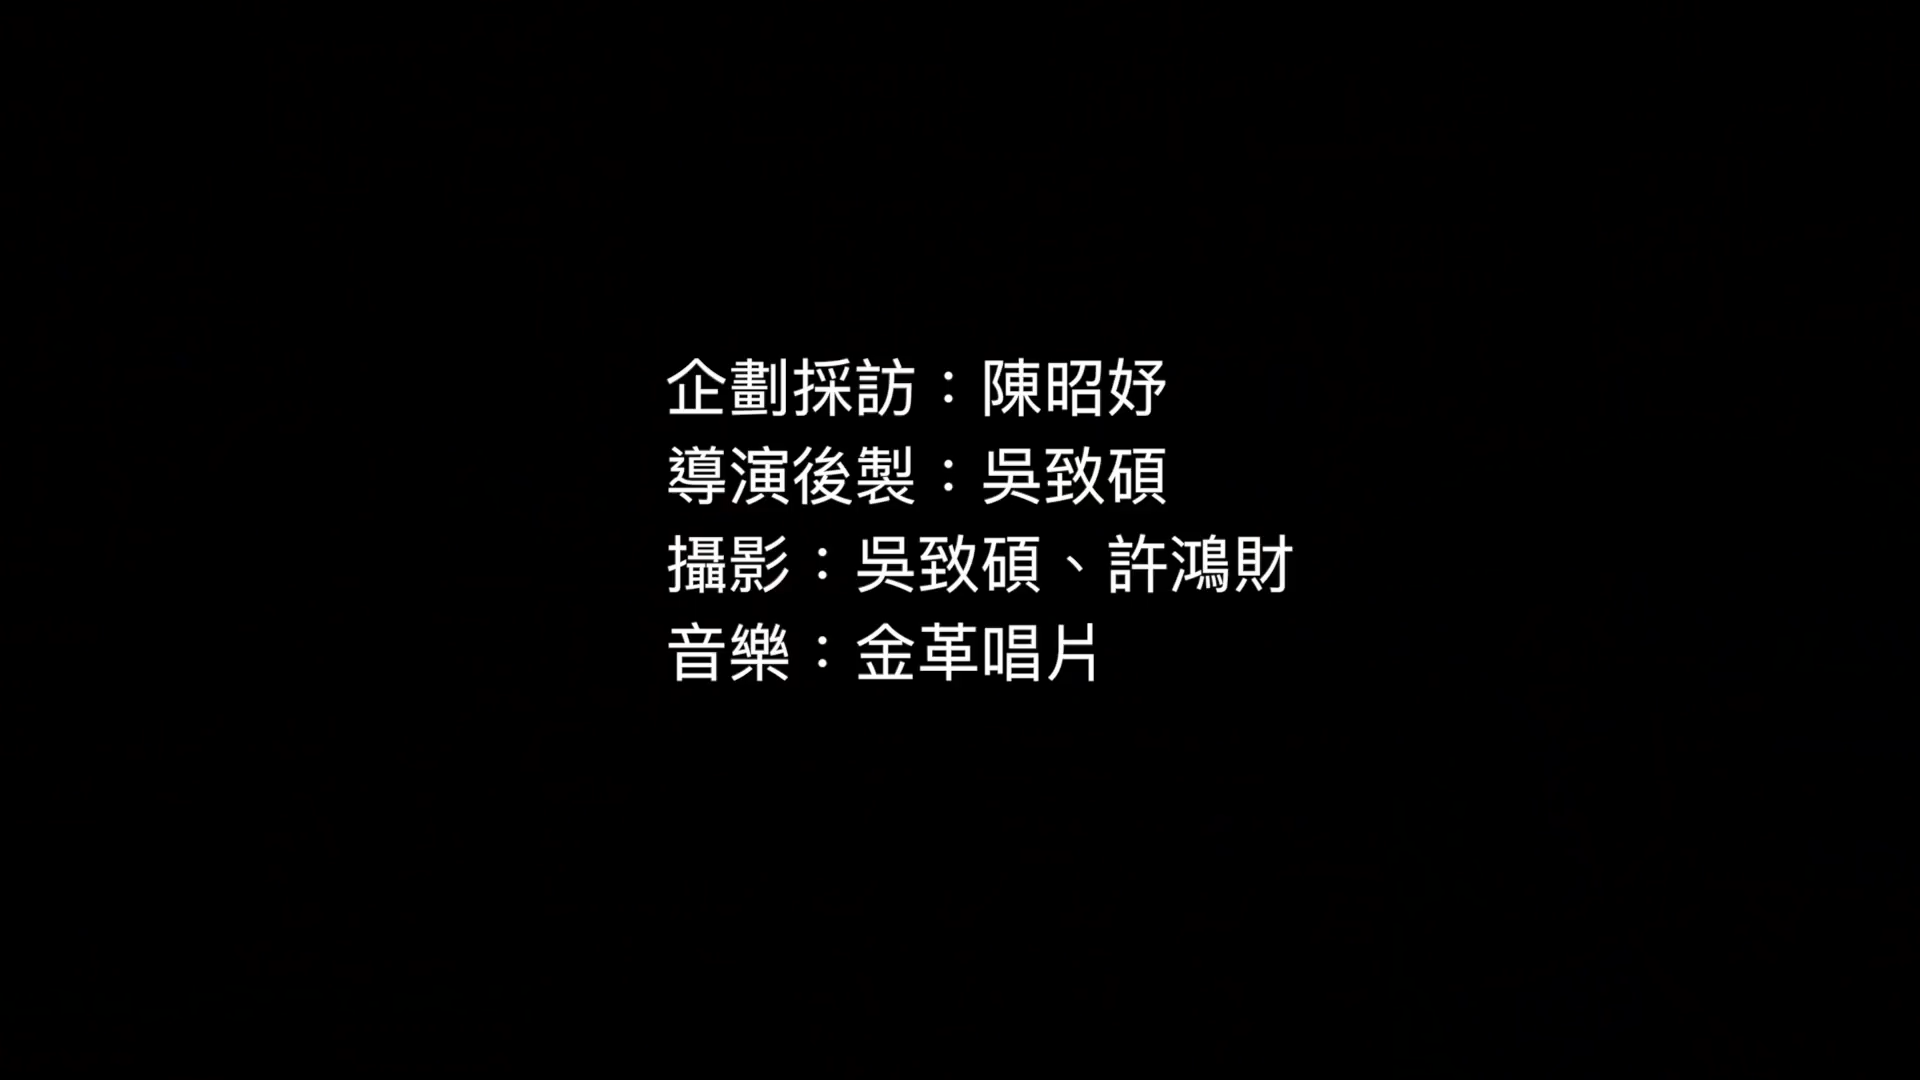 企劃採訪：陳昭妤
導演後製：吳致碩
攝影：吳致碩、許鴻財
音樂：金革唱片